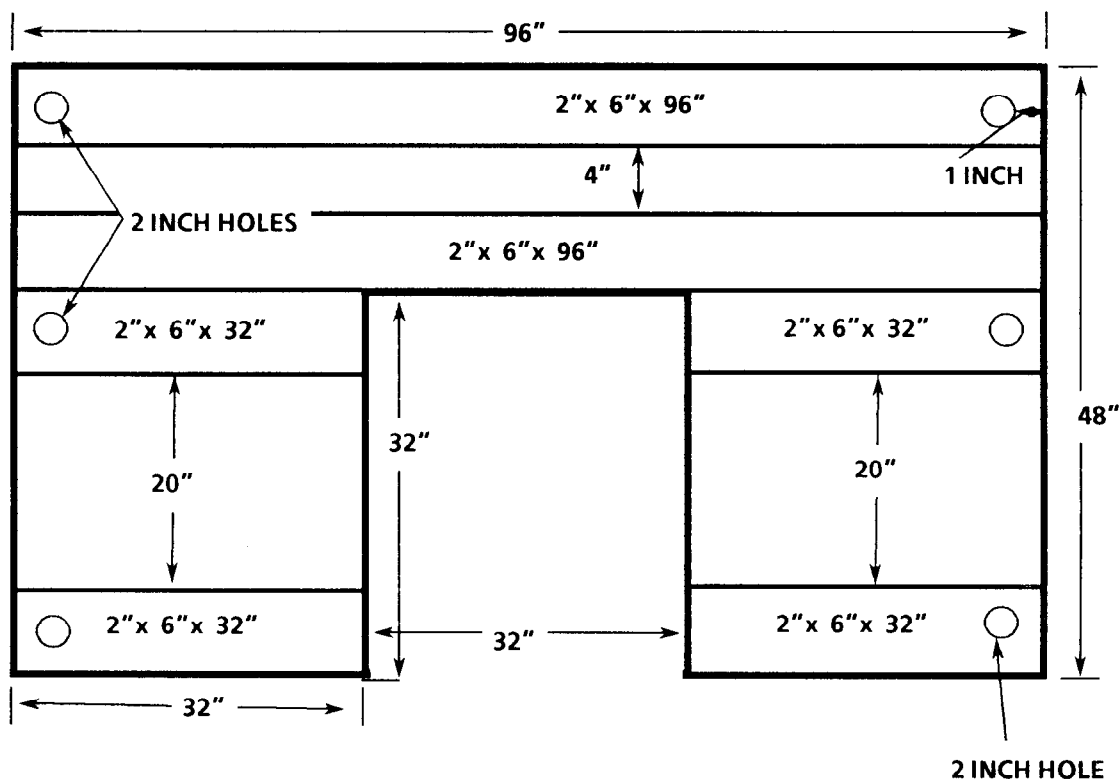 96"
2"x 6"x 96"
4"
1 INCH
2 INCH HOLES
2"x 6"x 96"
2"x 6"x 32"
2"x 6"x 32"
48"
32"
20"
20"
2"x 6"x 32"
2"x 6"x 32"
32"
32"
2 INCH HOLE